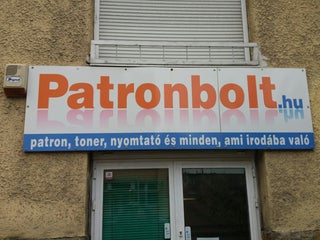 Patronbolt.hu
patron, toner, nyomtató és minden, ami irodába való